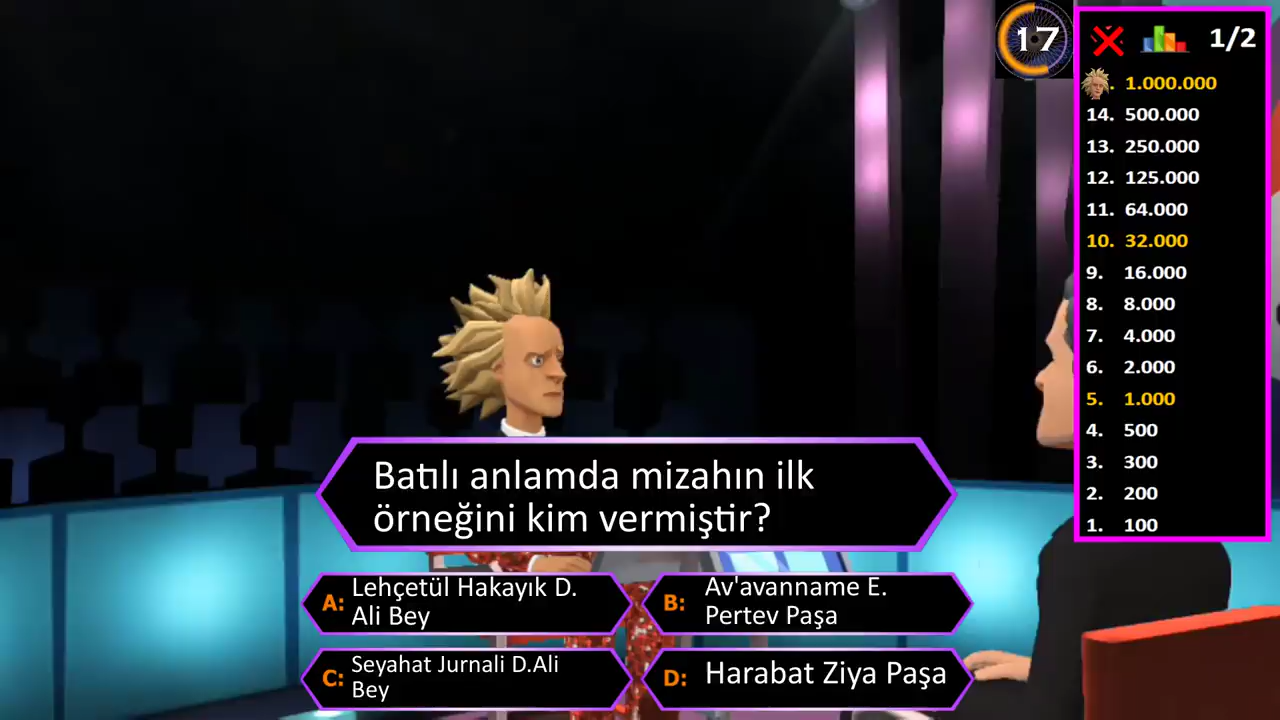 17
1/2
1.000.000
14. 500.000
13. 250.000
12. 125.000
11. 64.000
10. 32.000
9. 16.000
8. 8.000
7. 4.000
6. 2.000
5. 1.000
4. 500
3. 300
2. 200
1. 100
Batılı anlamda mizahın ilk
örneğini kim vermiştir?
A: Lehçetül Hakayık D.
Ali Bey
B: Av'avanname E.
Pertev Paşa
C: Seyahat Jurnali D.Ali
Bey
D: Harabat Ziya Paşa